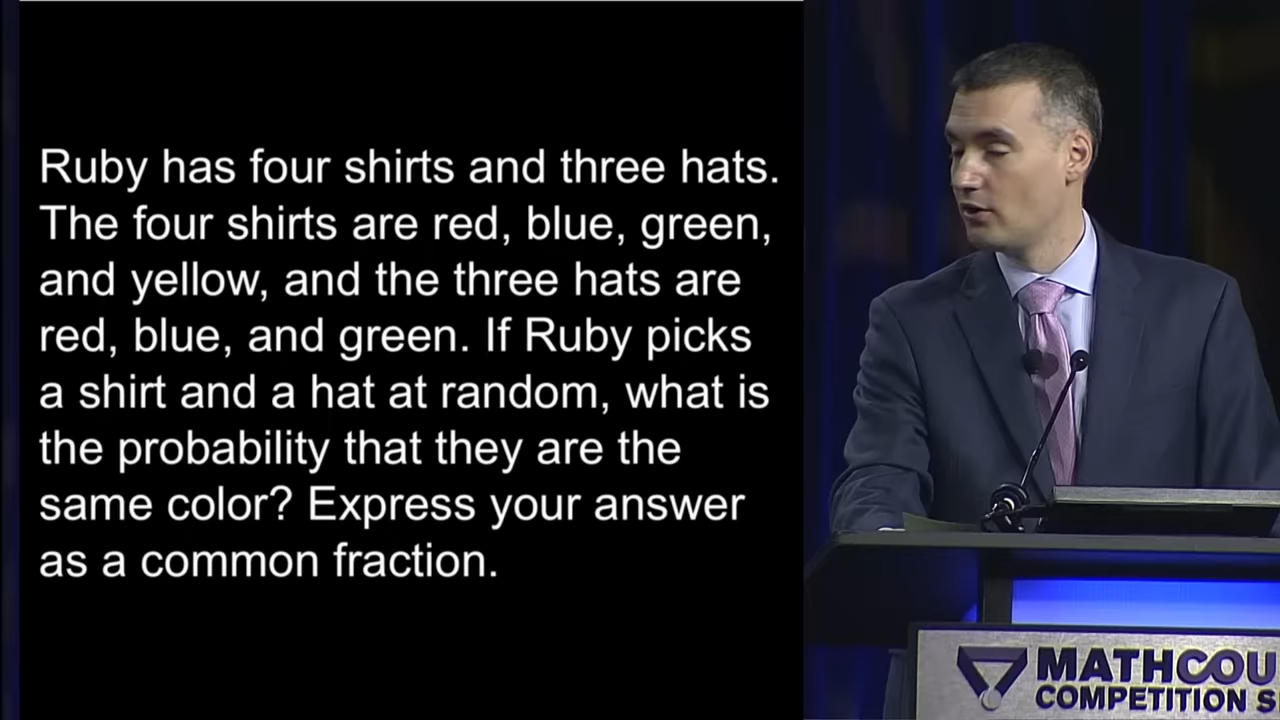 Ruby has four shirts and three hats.
The four shirts are red, blue, green,
and yellow, and the three hats are
red, blue, and green. If Ruby picks
a shirt and a hat at random, what is
the probability that they are the
same color? Express your answer
as a common fraction.
MATHCOU
COMPETITION S